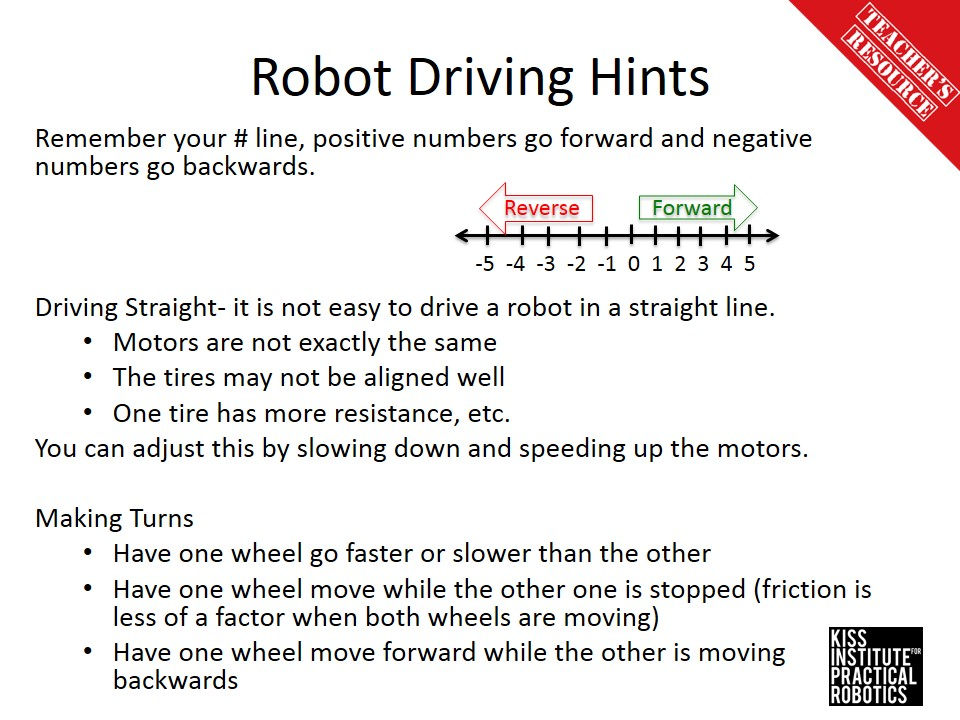 TEACHER'S
RESOURCE
Robot Driving Hints
Remember your # line, positive numbers go forward and negative
numbers go backwards.
Reverse Forward
-5 -4 -3 -2 -1 0 1 2 3 4 5
Driving Straight- it is not easy to drive a robot in a straight line.
• Motors are not exactly the same
• The tires may not be aligned well
• One tire has more resistance, etc.
You can adjust this by slowing down and speeding up the motors.
Making Turns
• Have one wheel go faster or slower than the other
• Have one wheel move while the other one is stopped (friction is
less of a factor when both wheels are moving)
• Have one wheel move forward while the other is moving
backwards
KISS
INSTITUTE FOR
PRACTICAL
ROBOTICS